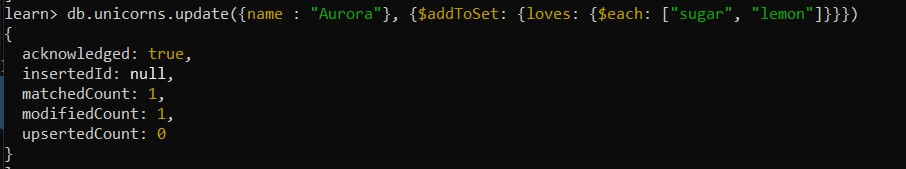 learn> db.unicorns.update({name : "Aurora"}, {$addToSet: {loves: {$each: ["sugar", "lemon"]}}})
{
  acknowledged: true,
  insertedId: null,
  matchedCount: 1,
  modifiedCount: 1,
  upsertedCount: 0
}